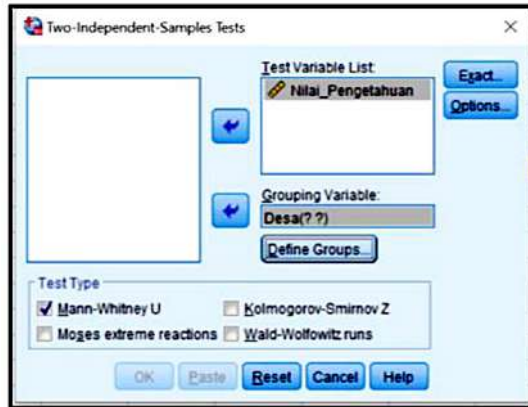 Two-Independent-Samples Tests
Test Variable List:
Nilai_Pengetahuan
Exact...
Options...
Grouping Variable:
Desa(? ?)
Define Groups...
Test Type
Mann-Whitney U
Kolmogorov-Smirnov Z
Moses extreme reactions
Wald-Wolfowitz runs
OK
Paste
Reset
Cancel
Help